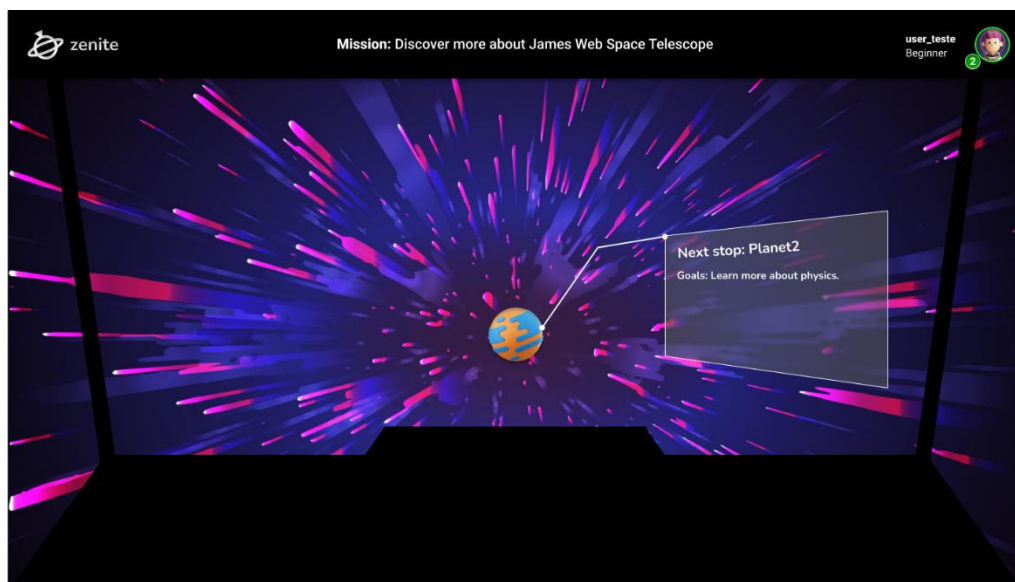 zenite
Mission: Discover more about James Web Space Telescope
user_teste
Beginner
2
Next stop: Planet2
Goals: Learn more about physics.